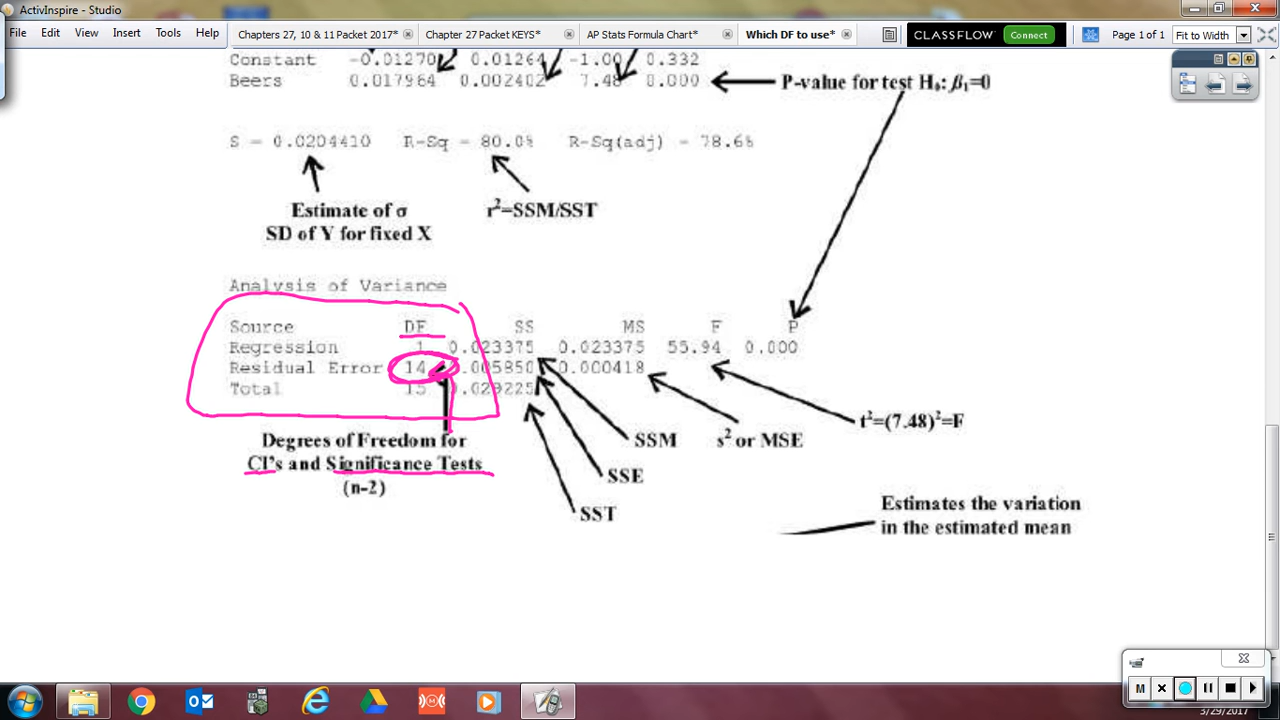 ActivInspire - Studio
File Edit View Insert Tools Help
Chapters 27, 10 & 11 Packet 2017* Chapter 27 Packet KEYS* AP Stats Formula Chart* Which DF to use* CLASSFLOW Connect Page 1 of 1 Fit to Width
Constant -0.01270 0.01264 -1.00 0.332
Beers 0.017964 0.002402 7.48 0.000
P-value for test H₀: β₁=0
S = 0.0204410 R-Sq = 80.0% R-Sq(adj) = 78.6%
Estimate of σ
SD of Y for fixed X
r²=SSM/SST
Analysis of Variance
Source DF SS MS F P
Regression 1 0.023375 0.023375 55.94 0.000
Residual Error 14 0.005850 0.000418
Total 15 0.029225
t²=(7.48)²=F
Degrees of Freedom for
CI's and Significance Tests
(n-2)
SSM
s² or MSE
SSE
SST
Estimates the variation
in the estimated mean
M
3/29/2017